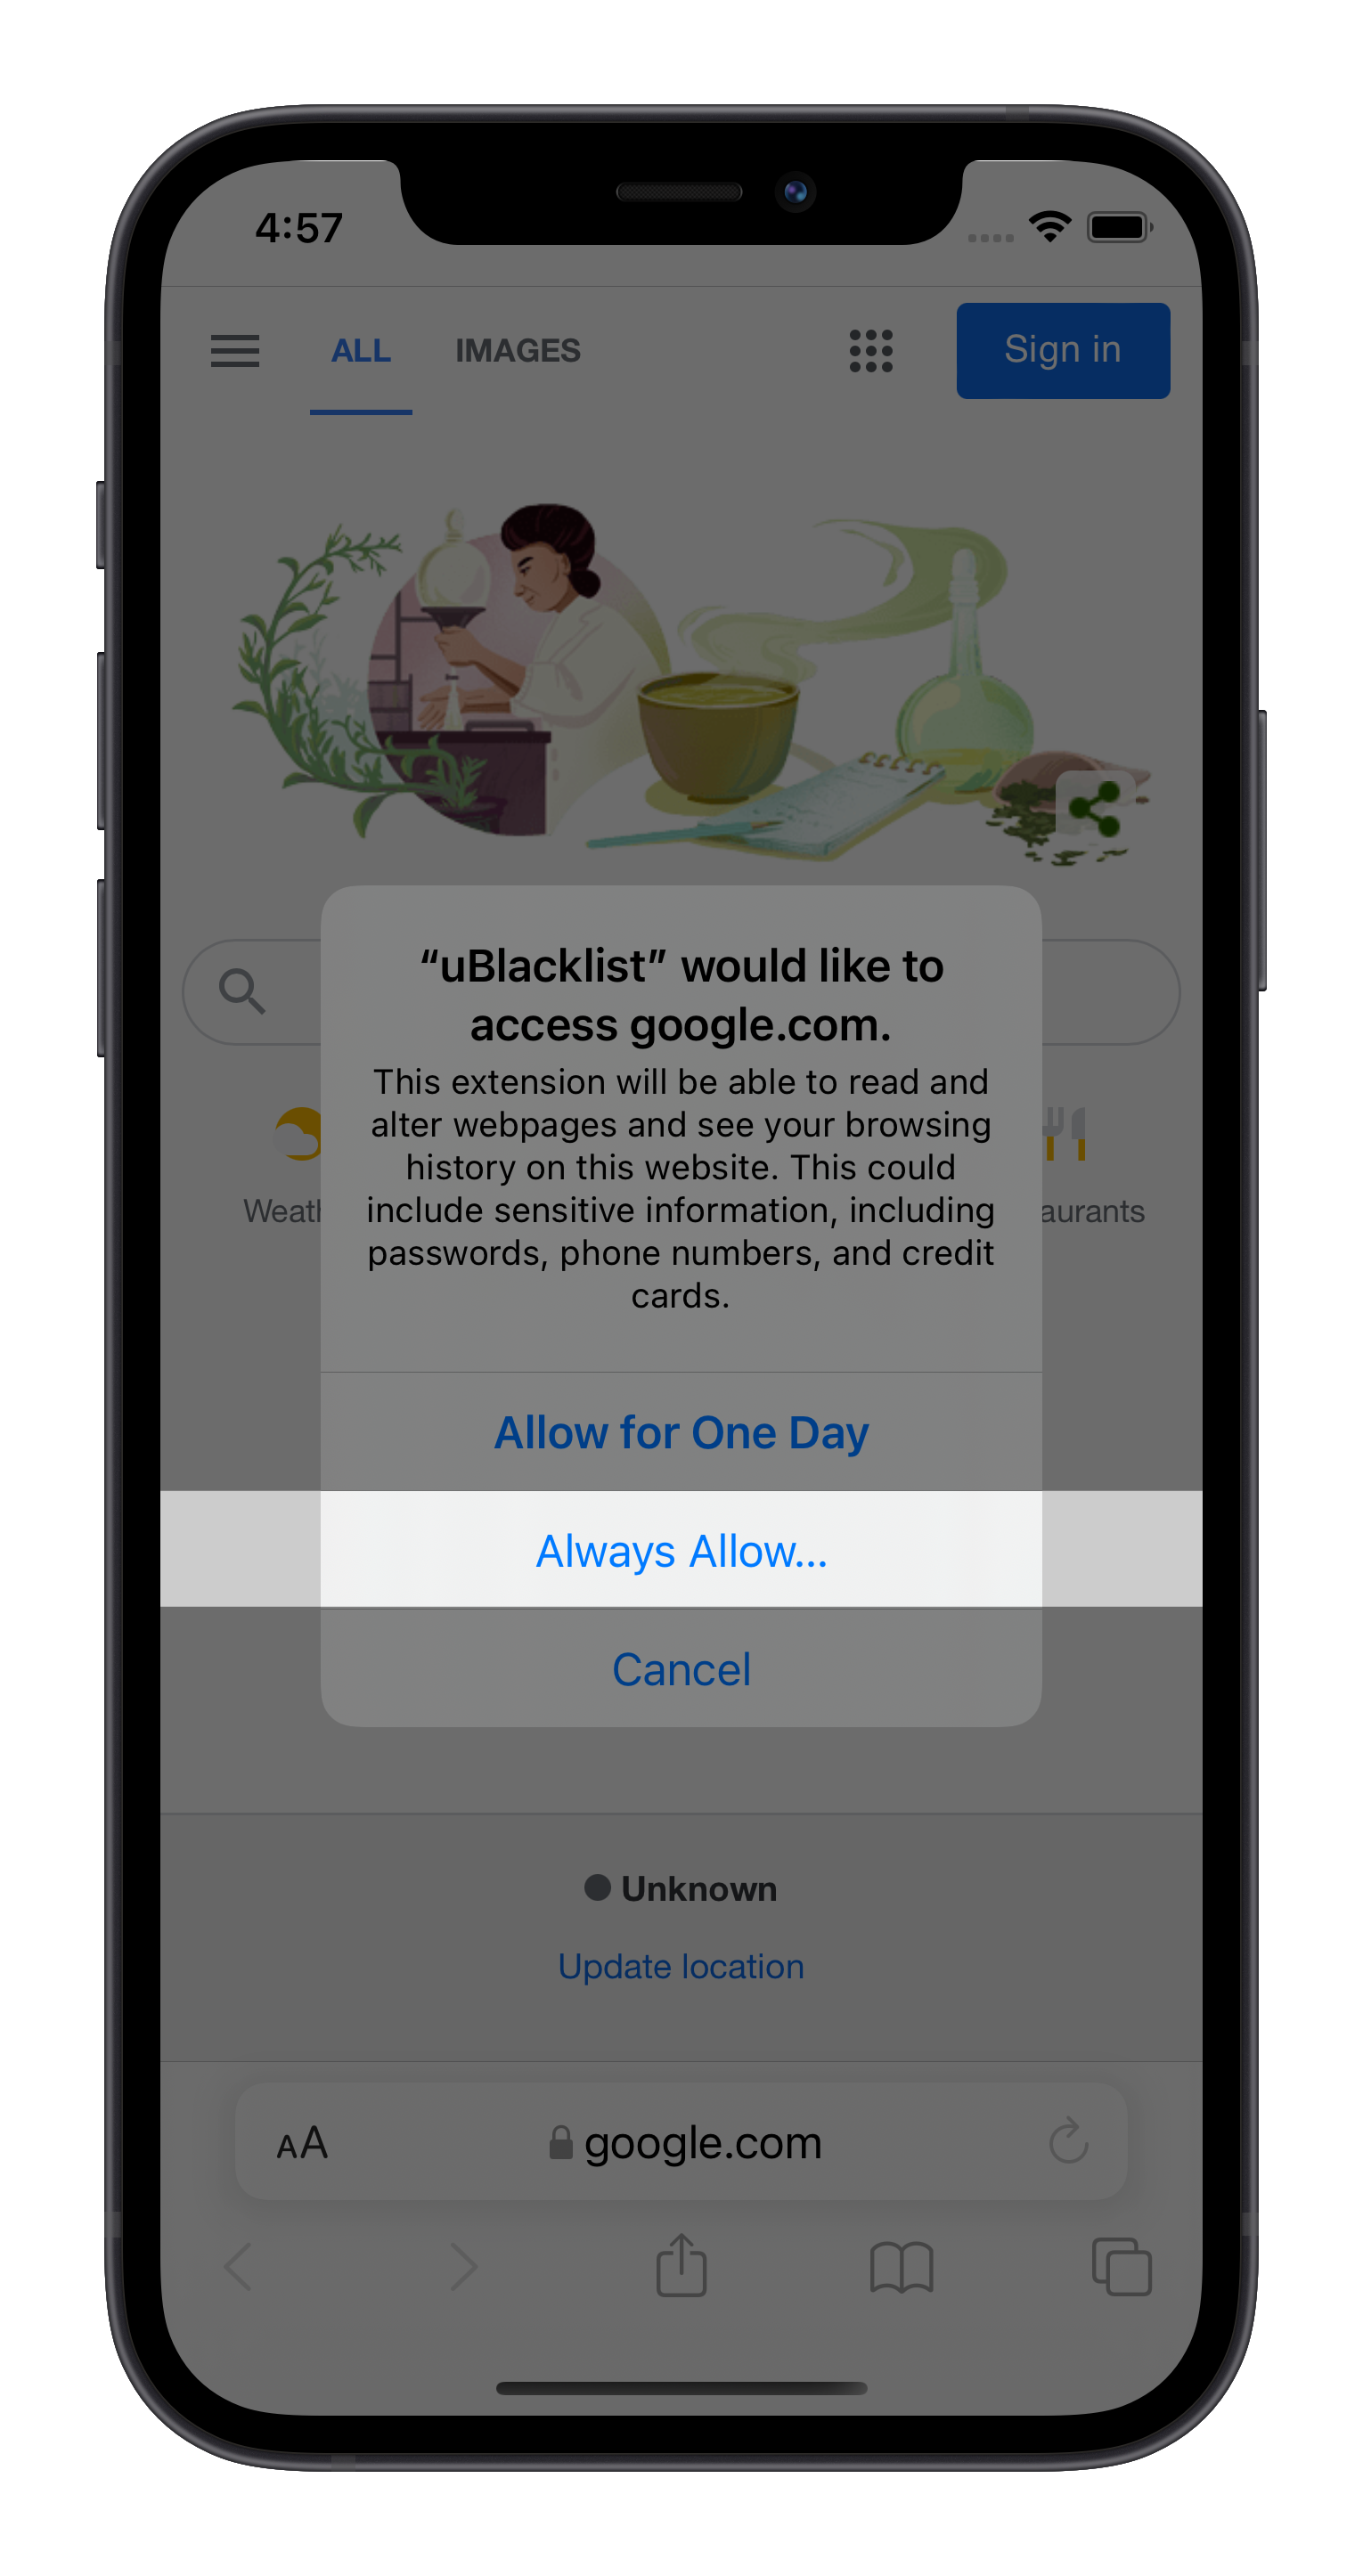 4:57
ALL IMAGES Sign in
“uBlacklist” would like to
access google.com.
This extension will be able to read and
alter webpages and see your browsing
history on this website. This could
include sensitive information, including
passwords, phone numbers, and credit
cards.
Weath
aurants
Allow for One Day
Always Allow...
Cancel
Unknown
Update location
AA google.com